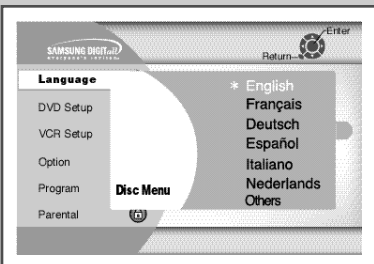 Enter
SAMSUNG DIGITall
Return
Language
DVD Setup
VCR Setup
Option
Program
Parental
Disc Menu
* English
Français
Deutsch
Español
Italiano
Nederlands
Others